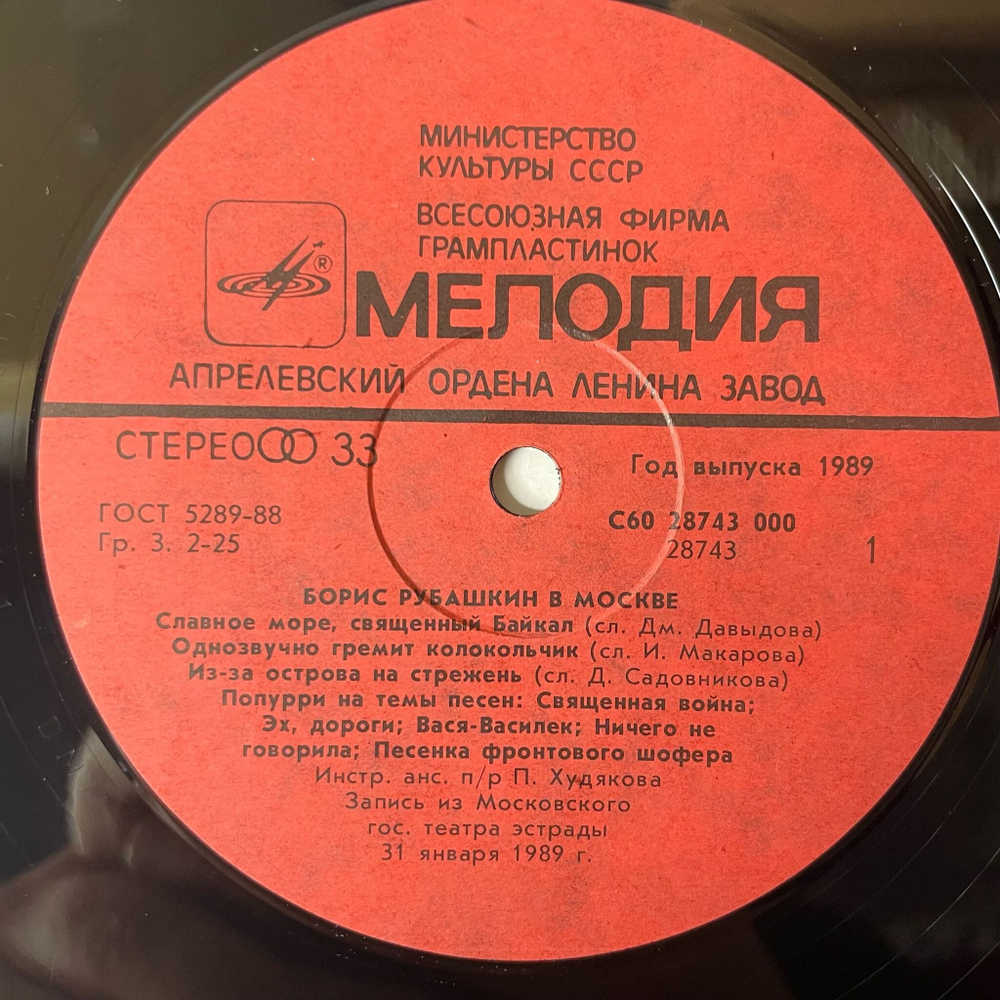 МИНИСТЕРСТВО
КУЛЬТУРЫ СССР
ВСЕСОЮЗНАЯ ФИРМА
ГРАМПЛАСТИНОК
®
МЕЛОДИЯ
АПРЕЛЕВСКИЙ ОРДЕНА ЛЕНИНА ЗАВОД
СТЕРЕО 33
Год выпуска 1989
ГОСТ 5289-88
Гр. 3. 2-25
С60 28743 000
28743
1
БОРИС РУБАШКИН В МОСКВЕ
Славное море, священный Байкал (сл. Дм. Давыдова)
Однозвучно гремит колокольчик (сл. И. Макарова)
Из-за острова на стрежень (сл. Д. Садовникова)
Попурри на темы песен: Священная война;
Эх, дороги; Вася-Василек; Ничего не
говорила; Песенка фронтового шофера
Инстр. анс. п/р П. Худякова
Запись из Московского
гос. театра эстрады
31 января 1989 г.